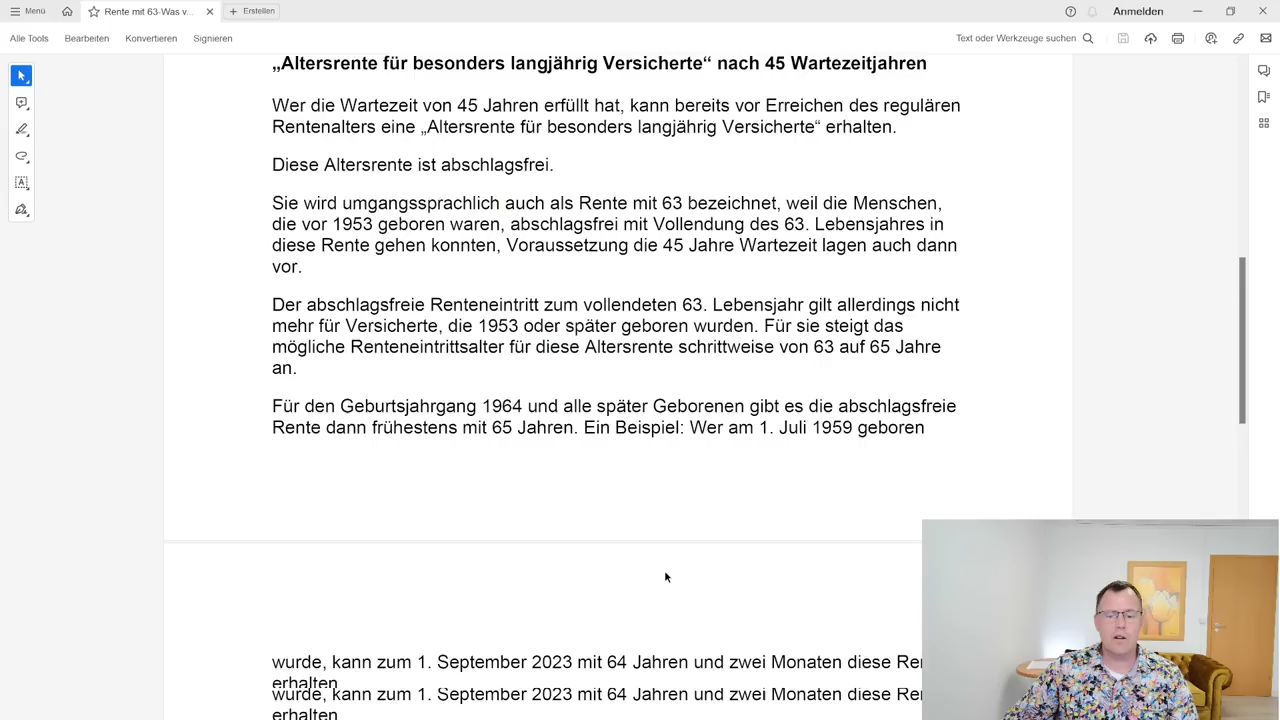 Menü
Rente mit 63-Was v...
Erstellen
Anmelden
Alle Tools
Bearbeiten
Konvertieren
Signieren
Text oder Werkzeuge suchen
„Altersrente für besonders langjährig Versicherte“ nach 45 Wartezeitjahren
Wer die Wartezeit von 45 Jahren erfüllt hat, kann bereits vor Erreichen des regulären
Rentenalters eine „Altersrente für besonders langjährig Versicherte“ erhalten.
Diese Altersrente ist abschlagsfrei.
Sie wird umgangssprachlich auch als Rente mit 63 bezeichnet, weil die Menschen,
die vor 1953 geboren waren, abschlagsfrei mit Vollendung des 63. Lebensjahres in
diese Rente gehen konnten, Voraussetzung die 45 Jahre Wartezeit lagen auch dann
vor.
Der abschlagsfreie Renteneintritt zum vollendeten 63. Lebensjahr gilt allerdings nicht
mehr für Versicherte, die 1953 oder später geboren wurden. Für sie steigt das
mögliche Renteneintrittsalter für diese Altersrente schrittweise von 63 auf 65 Jahre
an.
Für den Geburtsjahrgang 1964 und alle später Geborenen gibt es die abschlagsfreie
Rente dann frühestens mit 65 Jahren. Ein Beispiel: Wer am 1. Juli 1959 geboren
wurde, kann zum 1. September 2023 mit 64 Jahren und zwei Monaten diese Re
erhalten
wurde, kann zum 1. September 2023 mit 64 Jahren und zwei Monaten diese Re
erhalten